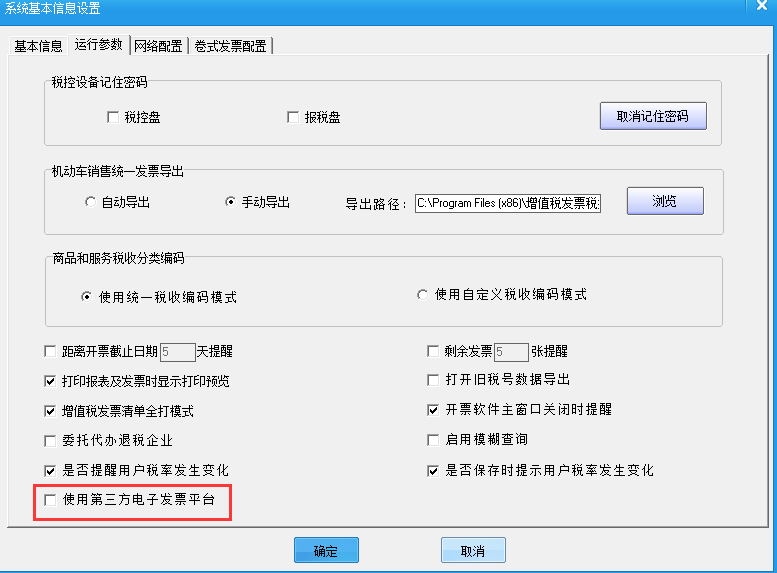 系统基本信息设置
基本信息 运行参数 网络配置 卷式发票配置
税控设备记住密码
税控盘 报税盘 取消记住密码
机动车销售统一发票导出
自动导出 手动导出 导出路径： C:\Program Files (x86)\增值税发票税 浏览
商品和服务税收分类编码
使用统一税收编码模式 使用自定义税收编码模式
距离开票截止日期 5 天提醒 剩余发票 5 张提醒
打印报表及发票时显示打印预览 打开旧税号数据导出
增值税发票清单全打模式 开票软件主窗口关闭时提醒
委托代办退税企业 启用模糊查询
是否提醒用户税率发生变化 是否保存时提示用户税率发生变化
使用第三方电子发票平台
确定 取消